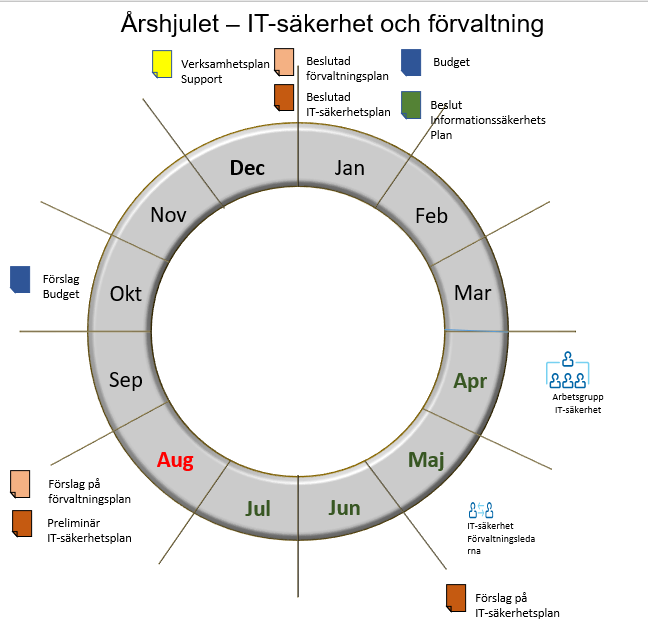 Årshjulet – IT-säkerhet och förvaltning
Verksamhetsplan
Support
Beslutad
förvaltningsplan
Beslutad
IT-säkerhetsplan
Budget
Beslut
Informationssäkerhets
Plan
Dec
Jan
Nov
Feb
Okt
Mar
Förslag
Budget
Sep
Apr
Arbetsgrupp
IT-säkerhet
Aug
Maj
Jul
Jun
Förslag på
förvaltningsplan
Preliminär
IT-säkerhetsplan
IT-säkerhet
Förvaltningsleda
rna
Förslag på
IT-säkerhetsplan